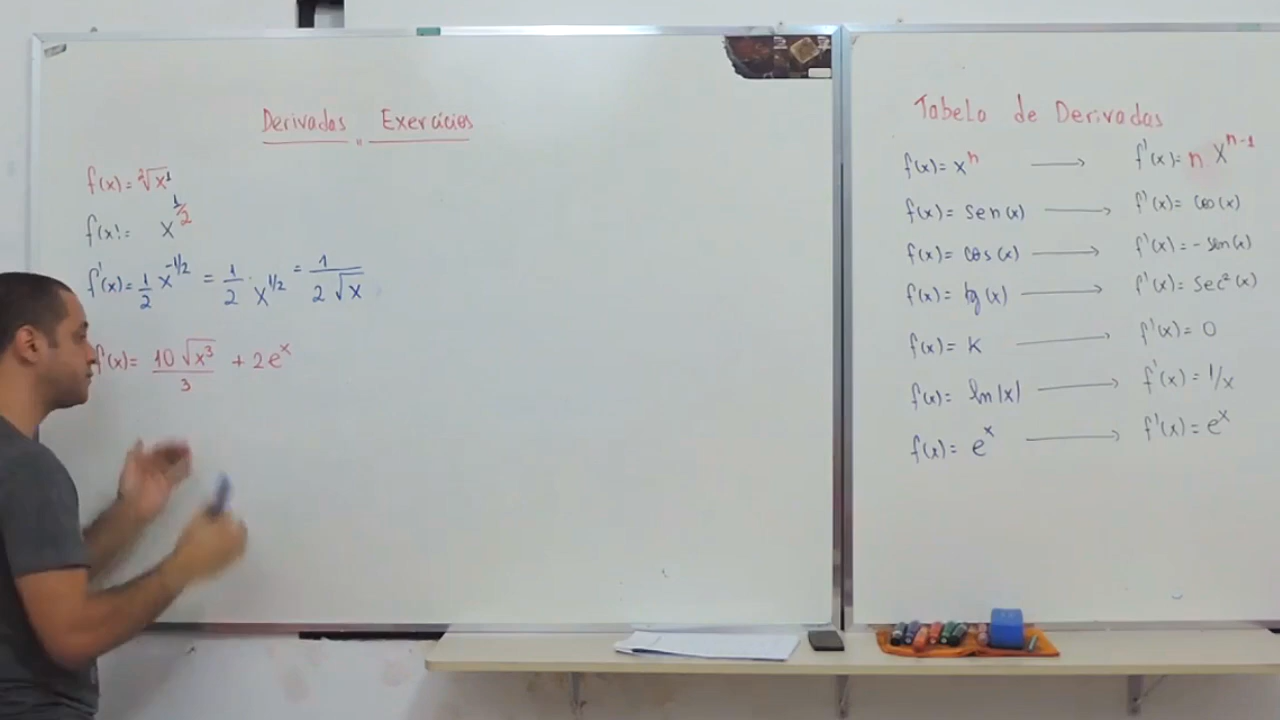 Derivadas Exercícios
f(x) = ²√x¹
f(x) = x^1/2
f'(x) = 1/2 x^-1/2 = 1/2 · x^1/2 = 1/(2√x)
f(x) = 10√x³/3 + 2e^x
Tabela de Derivadas
f(x) = x^n → f'(x) = n x^n-1
f(x) = sen(x) → f'(x) = cos(x)
f(x) = cos(x) → f'(x) = - sen(x)
f(x) = tg(x) → f'(x) = sec²(x)
f(x) = K → f'(x) = 0
f(x) = ln|x| → f'(x) = 1/x
f(x) = e^x → f'(x) = e^x